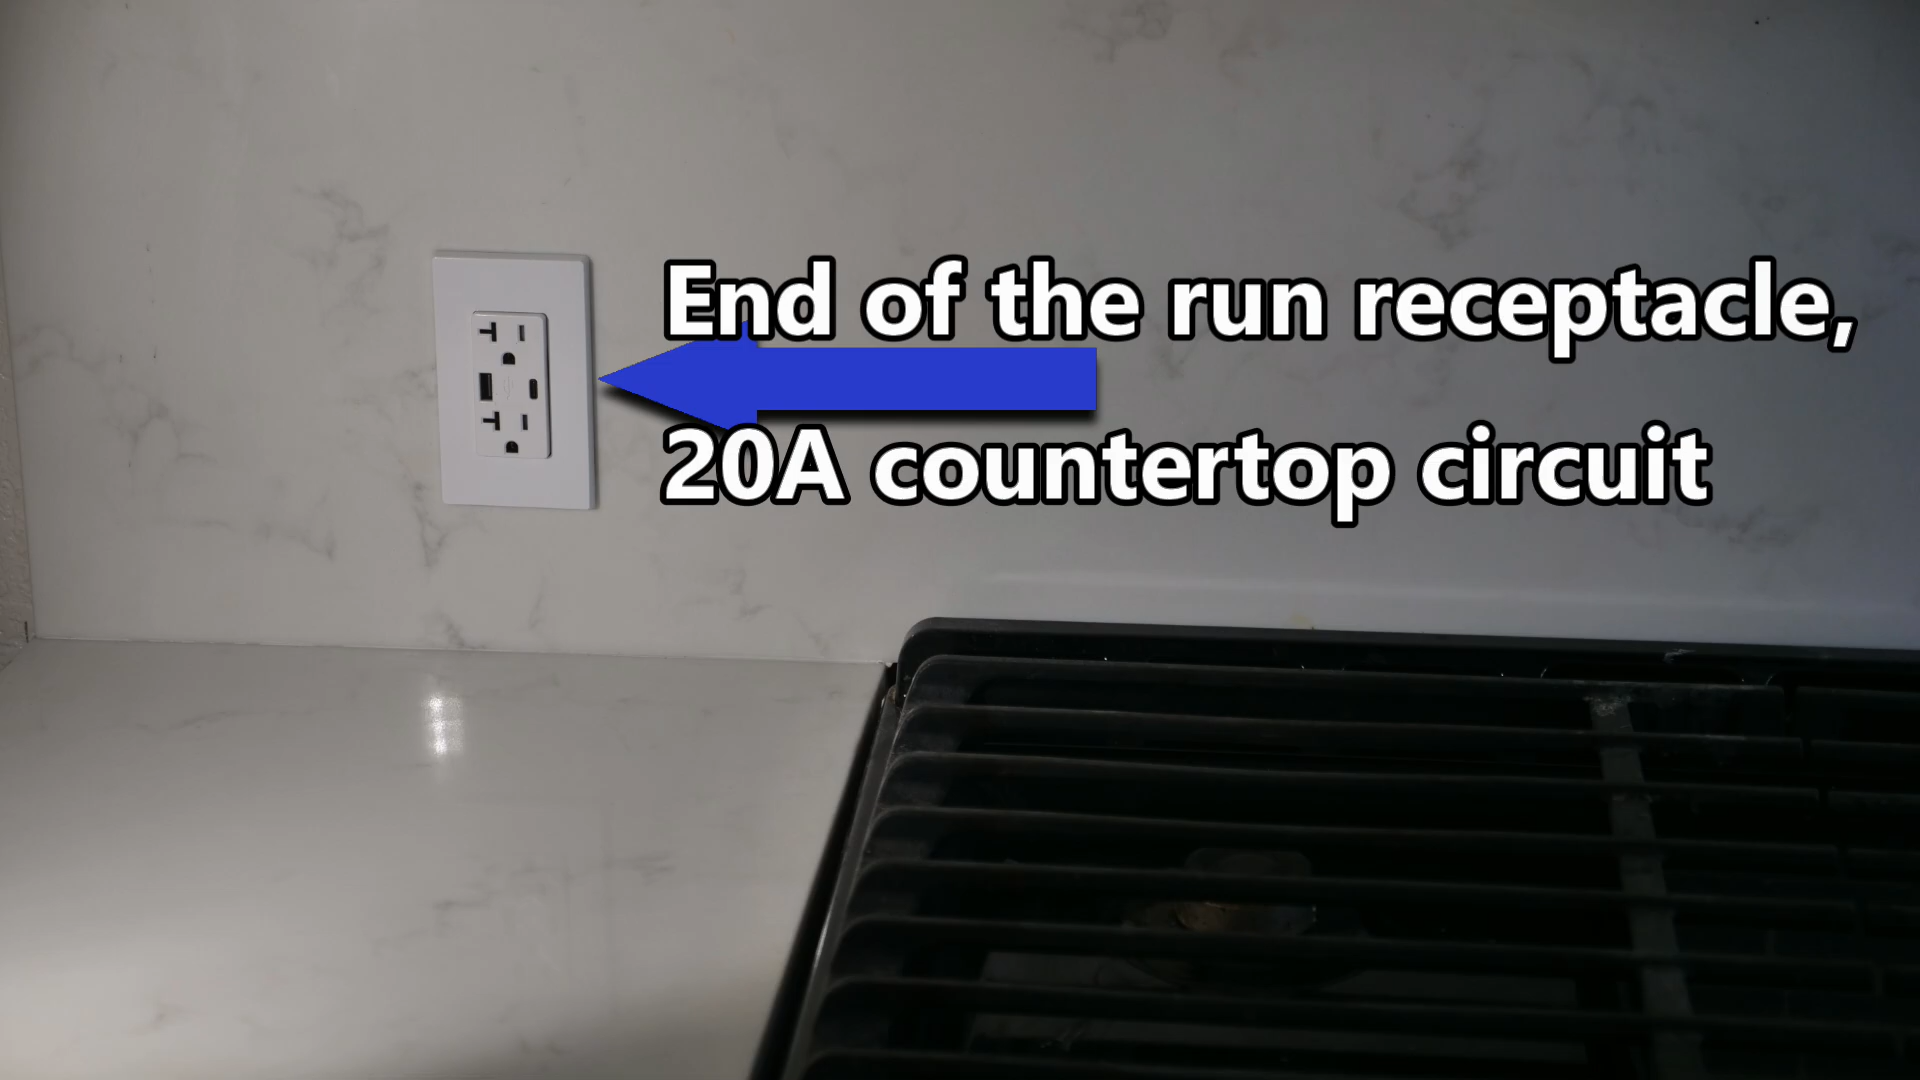 End of the run receptacle,
20A countertop circuit